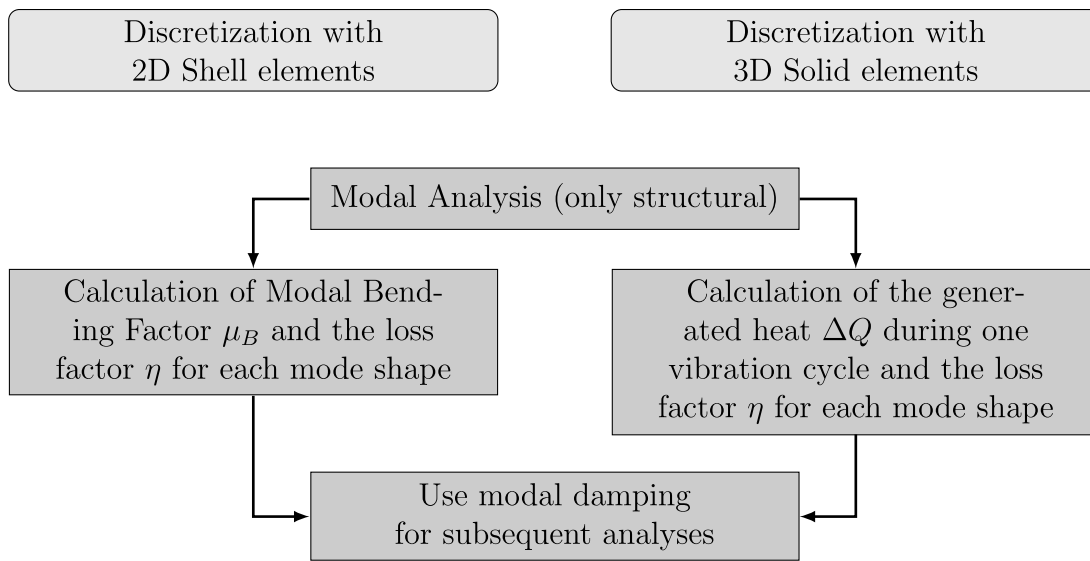 Discretization with
2D Shell elements
Discretization with
3D Solid elements
Modal Analysis (only structural)
Calculation of Modal Bend-
ing Factor μ_B and the loss
factor η for each mode shape
Calculation of the gener-
ated heat ΔQ during one
vibration cycle and the loss
factor η for each mode shape
Use modal damping
for subsequent analyses